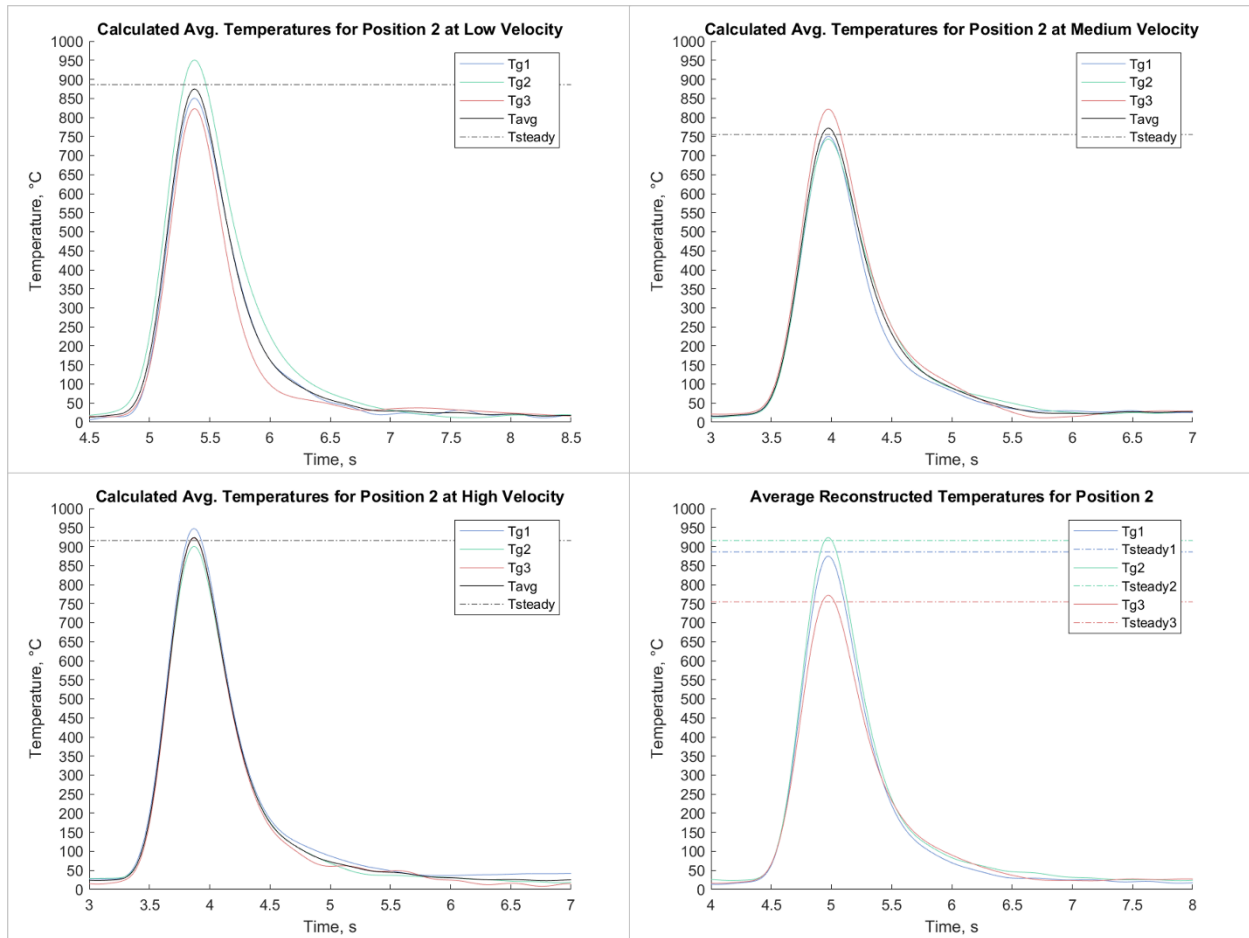 Calculated Avg. Temperatures for Position 2 at Low Velocity
1000
950
900
850
800
750
700
650
600
550
500
450
400
350
300
250
200
150
100
50
0
Temperature, °C
4.5 5 5.5 6 6.5 7 7.5 8 8.5
Time, s
Tg1
Tg2
Tg3
Tavg
Tsteady
Calculated Avg. Temperatures for Position 2 at Medium Velocity
1000
950
900
850
800
750
700
650
600
550
500
450
400
350
300
250
200
150
100
50
0
Temperature, °C
3 3.5 4 4.5 5 5.5 6 6.5 7
Time, s
Tg1
Tg2
Tg3
Tavg
Tsteady
Calculated Avg. Temperatures for Position 2 at High Velocity
1000
950
900
850
800
750
700
650
600
550
500
450
400
350
300
250
200
150
100
50
0
Temperature, °C
3 3.5 4 4.5 5 5.5 6 6.5 7
Time, s
Tg1
Tg2
Tg3
Tavg
Tsteady
Average Reconstructed Temperatures for Position 2
1000
950
900
850
800
750
700
650
600
550
500
450
400
350
300
250
200
150
100
50
0
Temperature, °C
4 4.5 5 5.5 6 6.5 7 7.5 8
Time, s
Tg1
Tsteady1
Tg2
Tsteady2
Tg3
Tsteady3